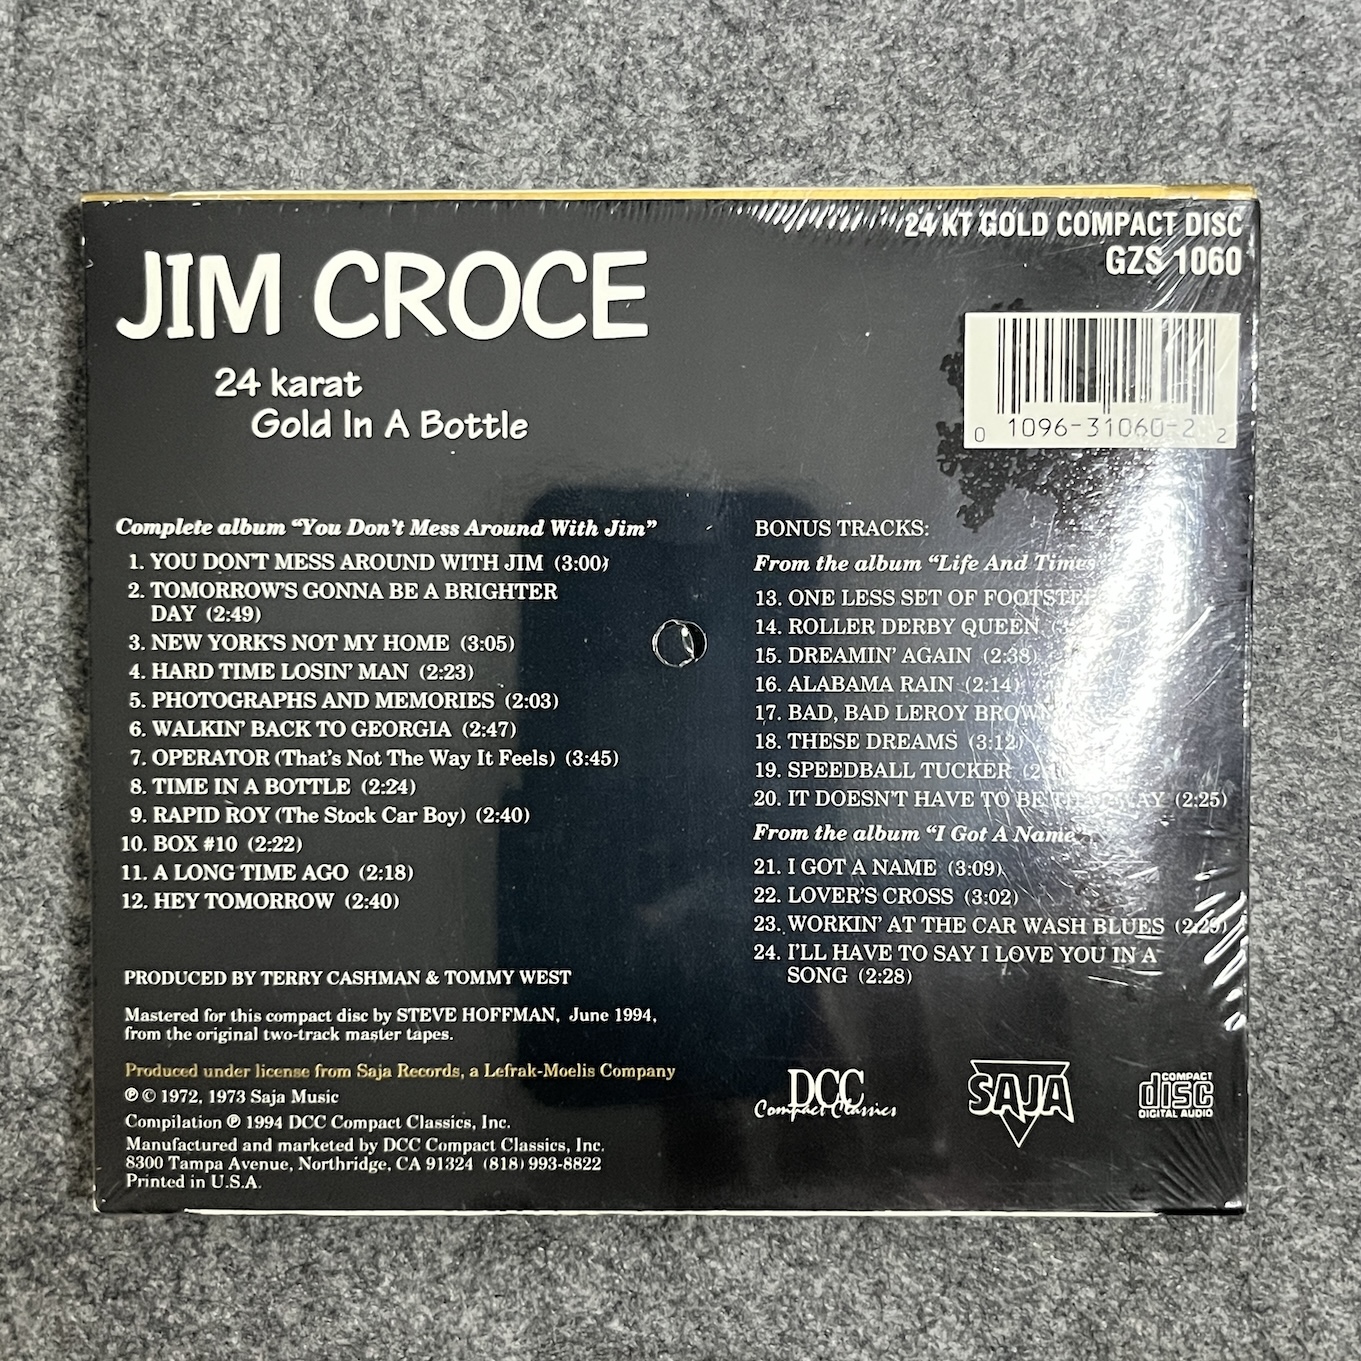 24 KT GOLD COMPACT DISC
GZS 1060
JIM CROCE
24 karat
Gold In A Bottle
0 1096-31060-2 2
Complete album “You Don't Mess Around With Jim”
1. YOU DON'T MESS AROUND WITH JIM (3:00)
2. TOMORROW'S GONNA BE A BRIGHTER
DAY (2:49)
3. NEW YORK'S NOT MY HOME (3:05)
4. HARD TIME LOSIN' MAN (2:23)
5. PHOTOGRAPHS AND MEMORIES (2:03)
6. WALKIN' BACK TO GEORGIA (2:47)
7. OPERATOR (That's Not The Way It Feels) (3:45)
8. TIME IN A BOTTLE (2:24)
9. RAPID ROY (The Stock Car Boy) (2:40)
10. BOX #10 (2:22)
11. A LONG TIME AGO (2:18)
12. HEY TOMORROW (2:40)
PRODUCED BY TERRY CASHMAN & TOMMY WEST
Mastered for this compact disc by STEVE HOFFMAN, June 1994,
from the original two-track master tapes.
Produced under license from Saja Records, a Lefrak-Moelis Company
℗ © 1972, 1973 Saja Music
Compilation ℗ 1994 DCC Compact Classics, Inc.
Manufactured and marketed by DCC Compact Classics, Inc.
8300 Tampa Avenue, Northridge, CA 91324 (818) 993-8822
Printed in U.S.A.
BONUS TRACKS:
From the album “Life And Times
13. ONE LESS SET OF
14. ROLLER DERBY QUEEN
15. DREAMIN' AGAIN (2:38)
16. ALABAMA RAIN (2:14)
17. BAD, BAD LEROY BROWN
18. THESE DREAMS (3:12)
19. SPEEDBALL TUCKER
20. IT DOESN'T HAVE TO BE THAT WAY (2:25)
From the album “I Got A Name
21. I GOT A NAME (3:09)
22. LOVER'S CROSS (3:02)
23. WORKIN' AT THE CAR WASH BLUES (2:29)
24. I'LL HAVE TO SAY I LOVE YOU IN A
SONG (2:28)
DCC
Compact Classics
SAJA
COMPACT
disc
DIGITAL AUDIO